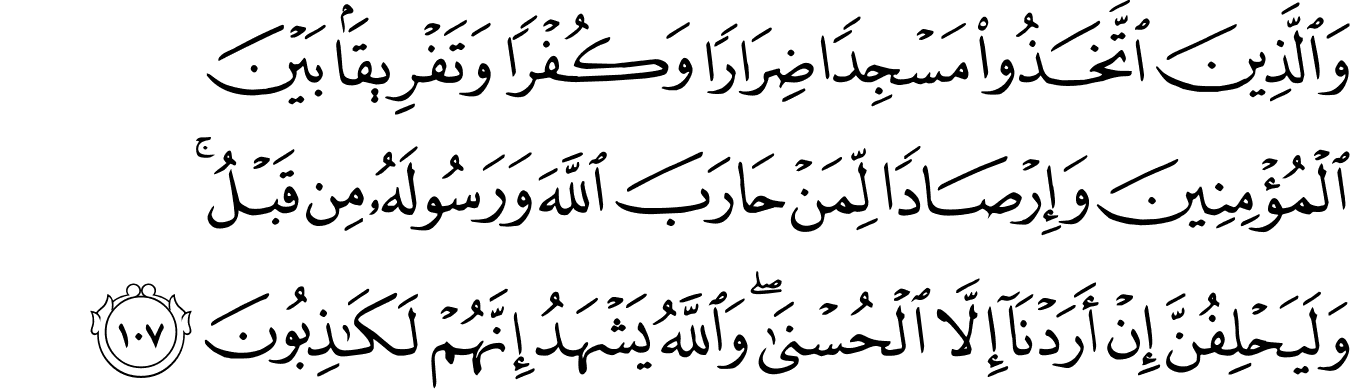 وَٱلَّذِينَ ٱتَّخَذُوا۟ مَسْجِدًا ضِرَارًا وَكُفْرًا وَتَفْرِيقًۢا بَيْنَ
ٱلْمُؤْمِنِينَ وَإِرْصَادًا لِّمَنْ حَارَبَ ٱللَّهَ وَرَسُولَهُۥ مِن قَبْلُ ۚ
وَلَيَحْلِفُنَّ إِنْ أَرَدْنَآ إِلَّا ٱلْحُسْنَىٰ ۖ وَٱللَّهُ يَشْهَدُ إِنَّهُمْ لَكَـٰذِبُونَ ١٠٧